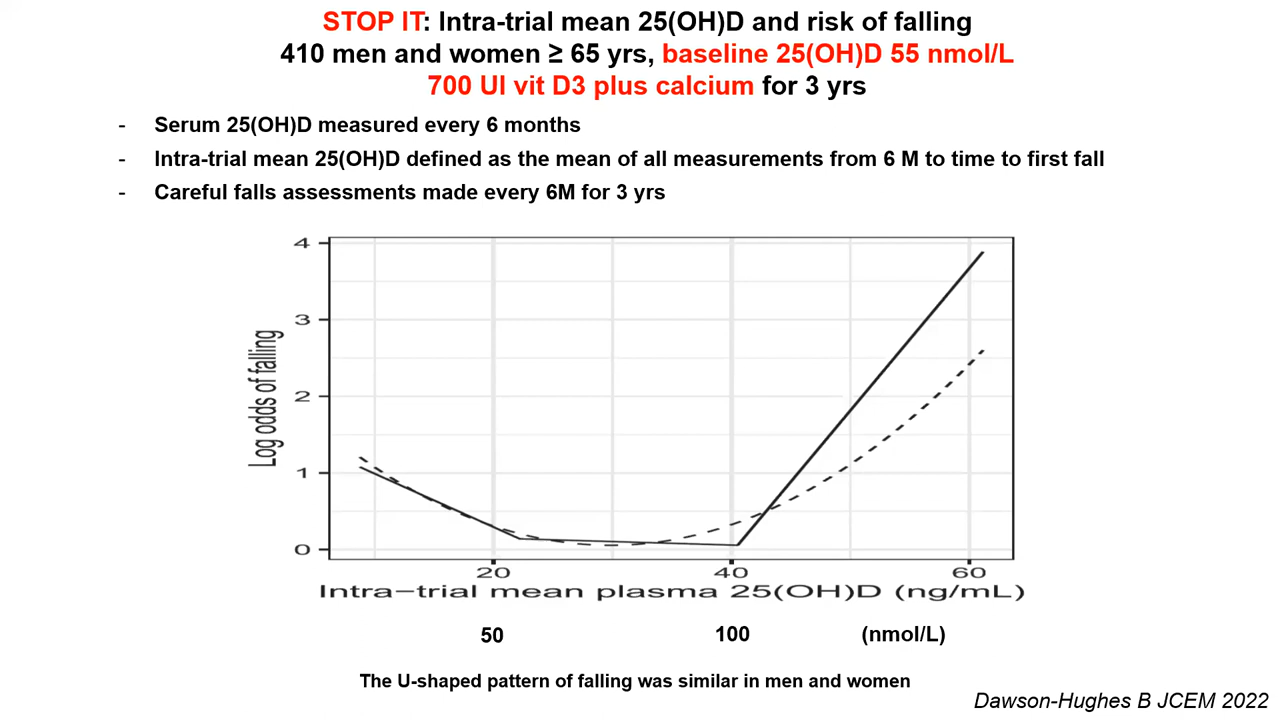 STOP IT: Intra-trial mean 25(OH)D and risk of falling
410 men and women ≥ 65 yrs, baseline 25(OH)D 55 nmol/L
700 UI vit D3 plus calcium for 3 yrs
- Serum 25(OH)D measured every 6 months
- Intra-trial mean 25(OH)D defined as the mean of all measurements from 6 M to time to first fall
- Careful falls assessments made every 6M for 3 yrs
4
3
2
1
0
Log odds of falling
20 40 60
Intra−trial mean plasma 25(OH)D (ng/mL)
50 100 (nmol/L)
The U-shaped pattern of falling was similar in men and women
Dawson-Hughes B JCEM 2022